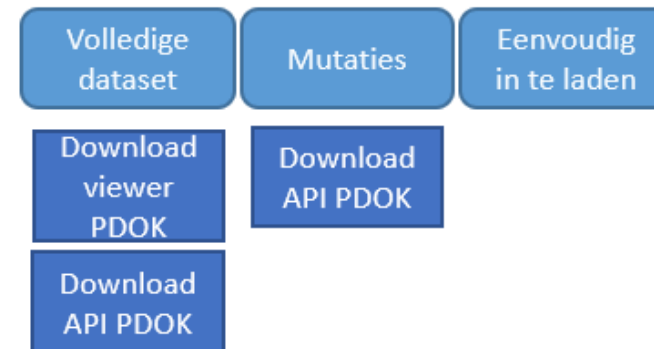 Volledige
dataset
Mutaties
Eenvoudig
in te laden
Download
viewer
PDOK
Download
API PDOK
Download
API PDOK